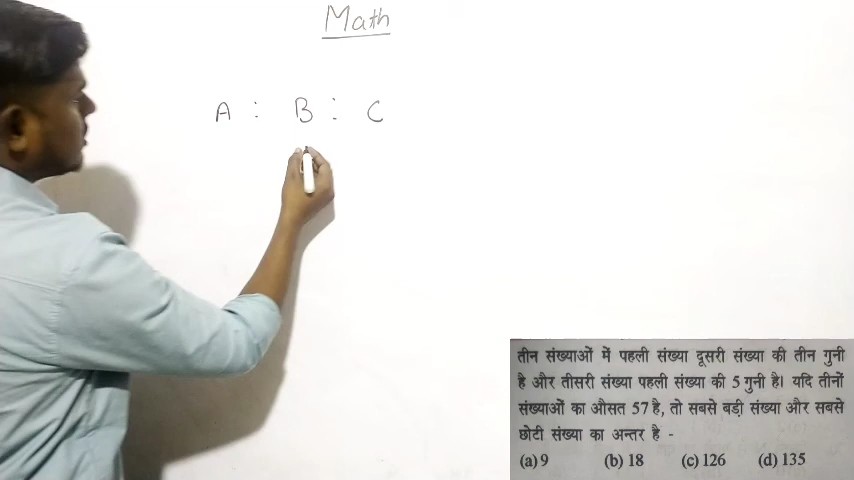 Math
A : B : C
तीन संख्याओं में पहली संख्या दूसरी संख्या की तीन गुनी
है और तीसरी संख्या पहली संख्या की 5 गुनी है। यदि तीनों
संख्याओं का औसत 57 है, तो सबसे बड़ी संख्या और सबसे
छोटी संख्या का अन्तर है -
(a) 9 (b) 18 (c) 126 (d) 135